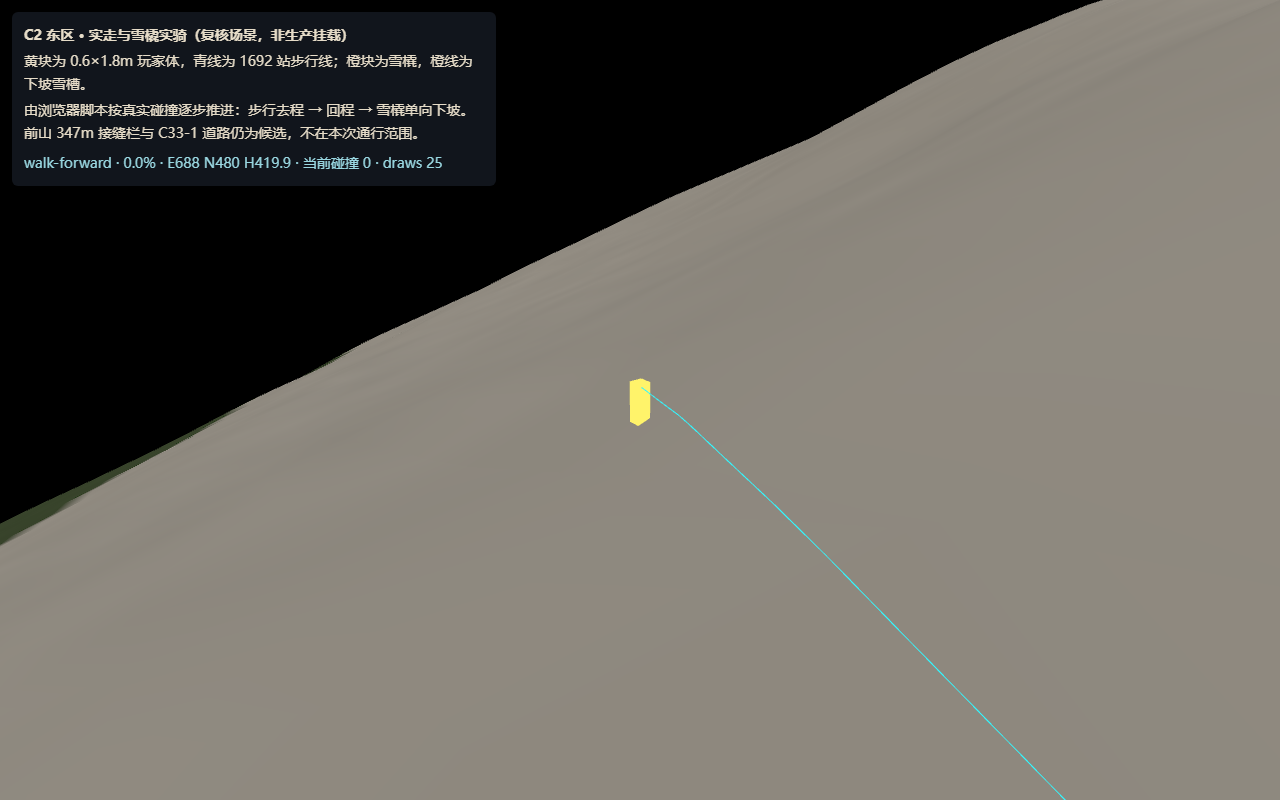 C2 东区 • 实走与雪橇实骑（复核场景，非生产挂载）
黄块为 0.6×1.8m 玩家体，青线为 1692 站步行线；橙块为雪橇，橙线为
下坡雪槽。
由浏览器脚本按真实碰撞逐步推进：步行去程 → 回程 → 雪橇单向下坡。
前山 347m 接缝栏与 C33-1 道路仍为候选，不在本次通行范围。
walk-forward · 0.0% · E688 N480 H419.9 · 当前碰撞 0 · draws 25